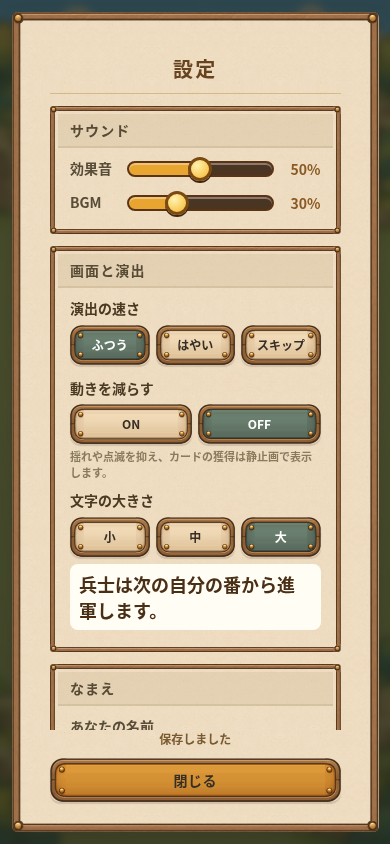 設定
サウンド
効果音 50%
BGM 30%
画面と演出
演出の速さ
ふつう はやい スキップ
動きを減らす
ON OFF
揺れや点滅を抑え、カードの獲得は静止画で表示
します。
文字の大きさ
小 中 大
兵士は次の自分の番から進
軍します。
なまえ
あなたの名前
保存しました
閉じる